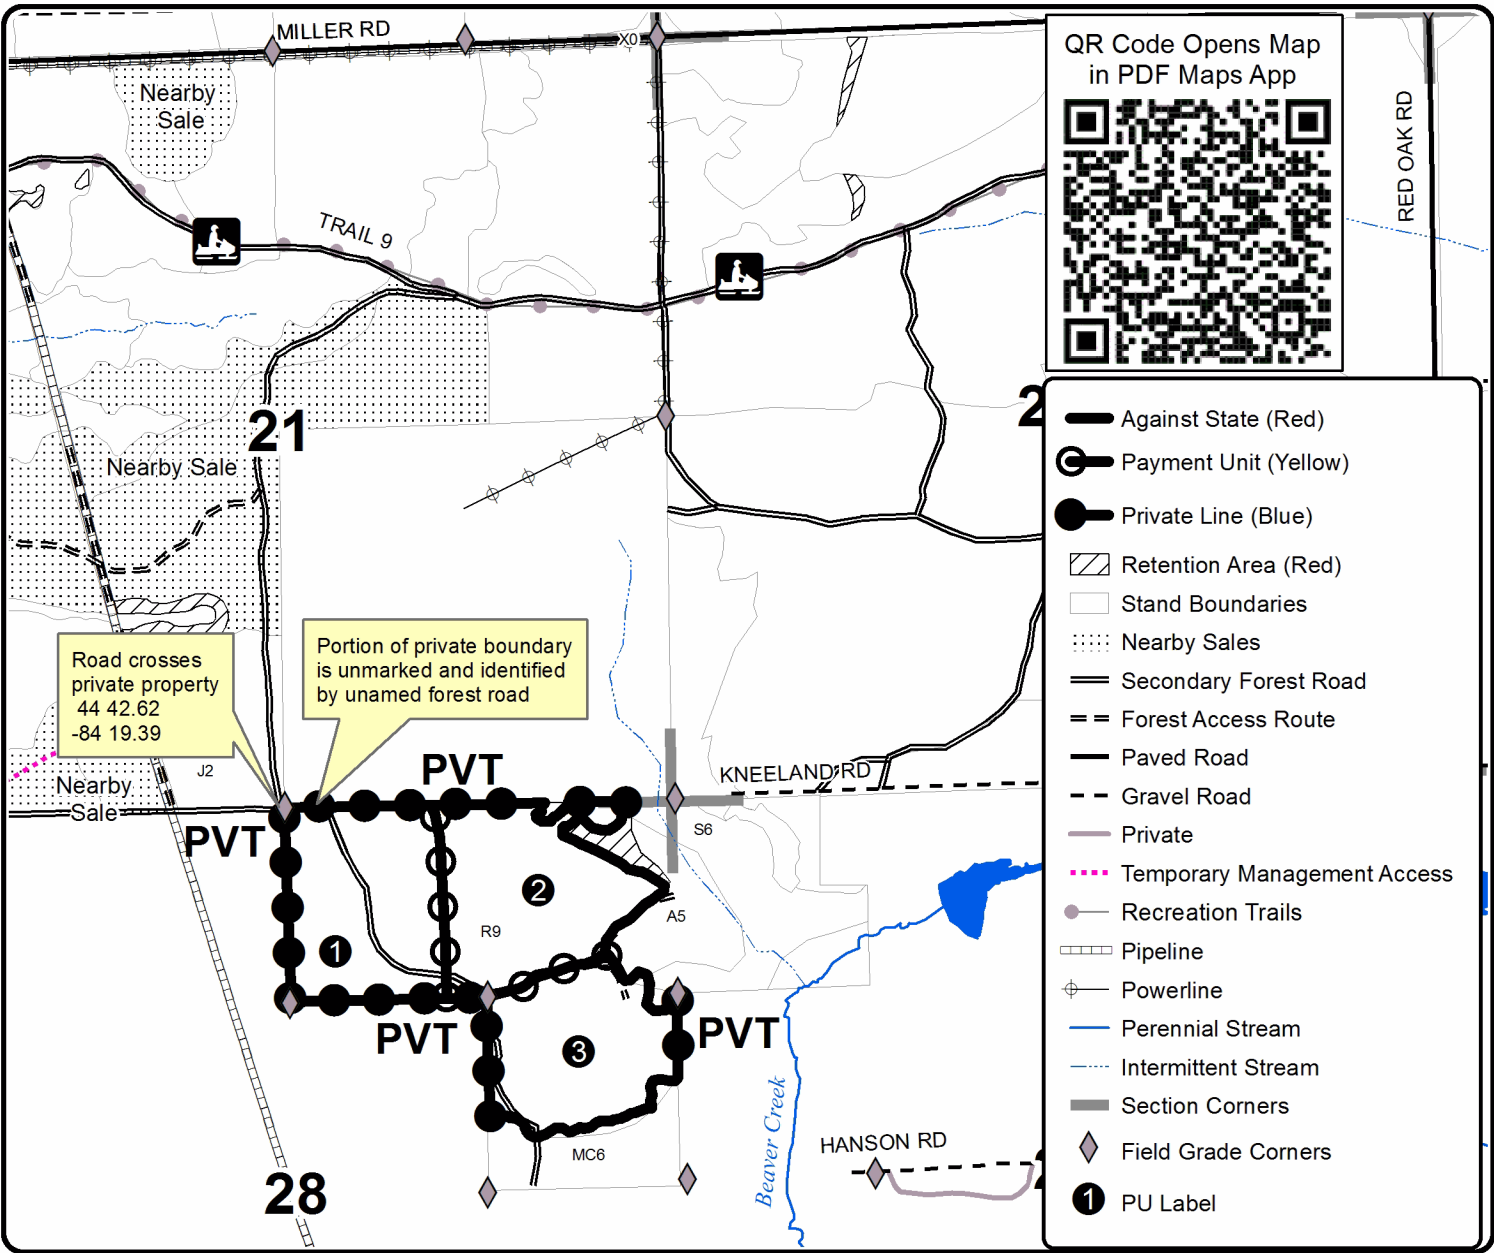 MILLER RD
X0
QR Code Opens Map
in PDF Maps App
RED OAK RD
Nearby
Sale
TRAIL 9
21
Nearby Sale
Road crosses
private property
44 42.62
-84 19.39
Portion of private boundary
is unmarked and identified
by unamed forest road
J2
Nearby
Sale
PVT
PVT
KNEELAND RD
S6
2
A5
R9
1
PVT
PVT
3
MC6
Beaver Creek
HANSON RD
28
Against State (Red)
Payment Unit (Yellow)
Private Line (Blue)
Retention Area (Red)
Stand Boundaries
Nearby Sales
Secondary Forest Road
Forest Access Route
Paved Road
Gravel Road
Private
Temporary Management Access
Recreation Trails
Pipeline
Powerline
Perennial Stream
Intermittent Stream
Section Corners
Field Grade Corners
1 PU Label